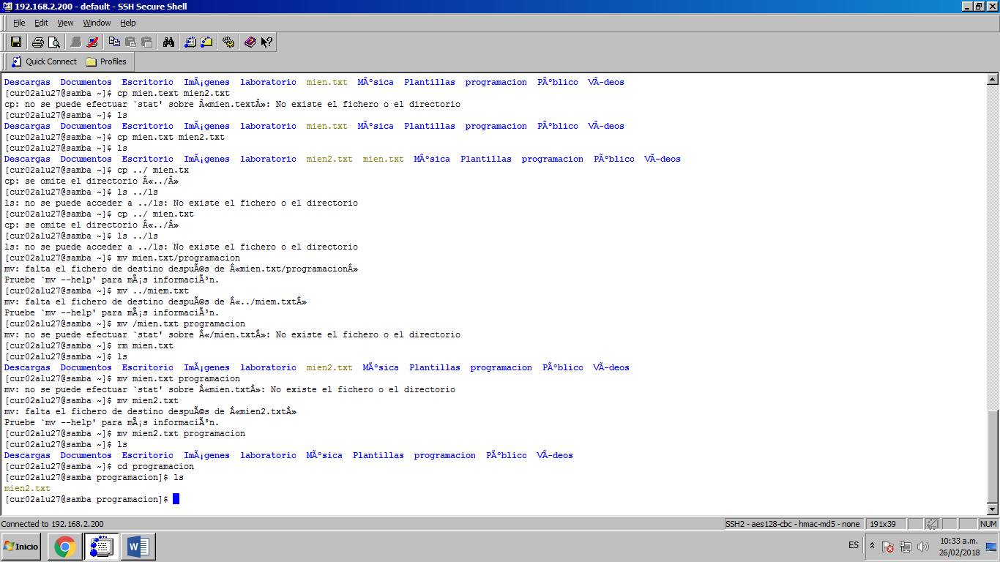 192.168.2.200 - default - SSH Secure Shell
File Edit View Window Help
Quick Connect Profiles
Descargas Documentos Escritorio ImÃ¡genes laboratorio mien.txt MÃºsica Plantillas programacion PÃºblico VÃ-deos
[cur02alu27@samba ~]$ cp mien.text mien2.txt
cp: no se puede efectuar `stat' sobre Â«mien.textÂ»: No existe el fichero o el directorio
[cur02alu27@samba ~]$ ls
Descargas Documentos Escritorio ImÃ¡genes laboratorio mien.txt MÃºsica Plantillas programacion PÃºblico VÃ-deos
[cur02alu27@samba ~]$ cp mien.txt mien2.txt
[cur02alu27@samba ~]$ ls
Descargas Documentos Escritorio ImÃ¡genes laboratorio mien2.txt mien.txt MÃºsica Plantillas programacion PÃºblico VÃ-deos
[cur02alu27@samba ~]$ cp ../ mien.tx
cp: se omite el directorio Â«../Â»
[cur02alu27@samba ~]$ ls ../ls
ls: no se puede acceder a ../ls: No existe el fichero o el directorio
[cur02alu27@samba ~]$ cp ../ mien.txt
cp: se omite el directorio Â«../Â»
[cur02alu27@samba ~]$ ls ../ls
ls: no se puede acceder a ../ls: No existe el fichero o el directorio
[cur02alu27@samba ~]$ mv mien.txt/programacion
mv: falta el fichero de destino despuÃ©s de Â«mien.txt/programacionÂ»
Pruebe `mv --help' para mÃ¡s informaciÃ³n.
[cur02alu27@samba ~]$ mv ../miem.txt
mv: falta el fichero de destino despuÃ©s de Â«../miem.txtÂ»
Pruebe `mv --help' para mÃ¡s informaciÃ³n.
[cur02alu27@samba ~]$ mv /mien.txt programacion
mv: no se puede efectuar `stat' sobre Â«/mien.txtÂ»: No existe el fichero o el directorio
[cur02alu27@samba ~]$ rm mien.txt
[cur02alu27@samba ~]$ ls
Descargas Documentos Escritorio ImÃ¡genes laboratorio mien2.txt MÃºsica Plantillas programacion PÃºblico VÃ-deos
[cur02alu27@samba ~]$ mv mien.txt programacion
mv: no se puede efectuar `stat' sobre Â«mien.txtÂ»: No existe el fichero o el directorio
[cur02alu27@samba ~]$ mv mien2.txt
mv: falta el fichero de destino despuÃ©s de Â«mien2.txtÂ»
Pruebe `mv --help' para mÃ¡s informaciÃ³n.
[cur02alu27@samba ~]$ mv mien2.txt programacion
[cur02alu27@samba ~]$ ls
Descargas Documentos Escritorio ImÃ¡genes laboratorio MÃºsica Plantillas programacion PÃºblico VÃ-deos
[cur02alu27@samba ~]$ cd programacion
[cur02alu27@samba programacion]$ ls
mien2.txt
[cur02alu27@samba programacion]$
Connected to 192.168.2.200 SSH2 - aes128-cbc - hmac-md5 - none 191x39 NUM
Inicio ES 10:33 a.m.
26/02/2018